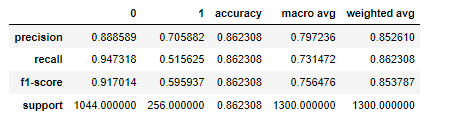 0 1 accuracy macro avg weighted avg
precision 0.888589 0.705882 0.862308 0.797236 0.852610
recall 0.947318 0.515625 0.862308 0.731472 0.862308
f1-score 0.917014 0.595937 0.862308 0.756476 0.853787
support 1044.000000 256.000000 0.862308 1300.000000 1300.000000